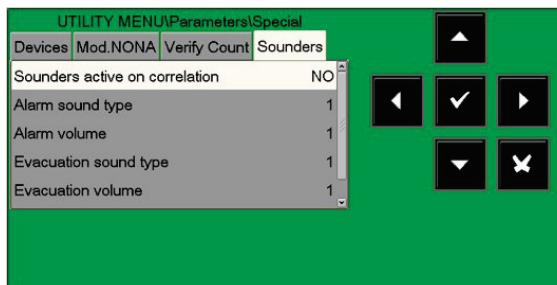 UTILITY MENU\Parameters\Special
Devices Mod.NONA Verify Count Sounders
Sounders active on correlation NO
Alarm sound type 1
Alarm volume 1
Evacuation sound type 1
Evacuation volume 1